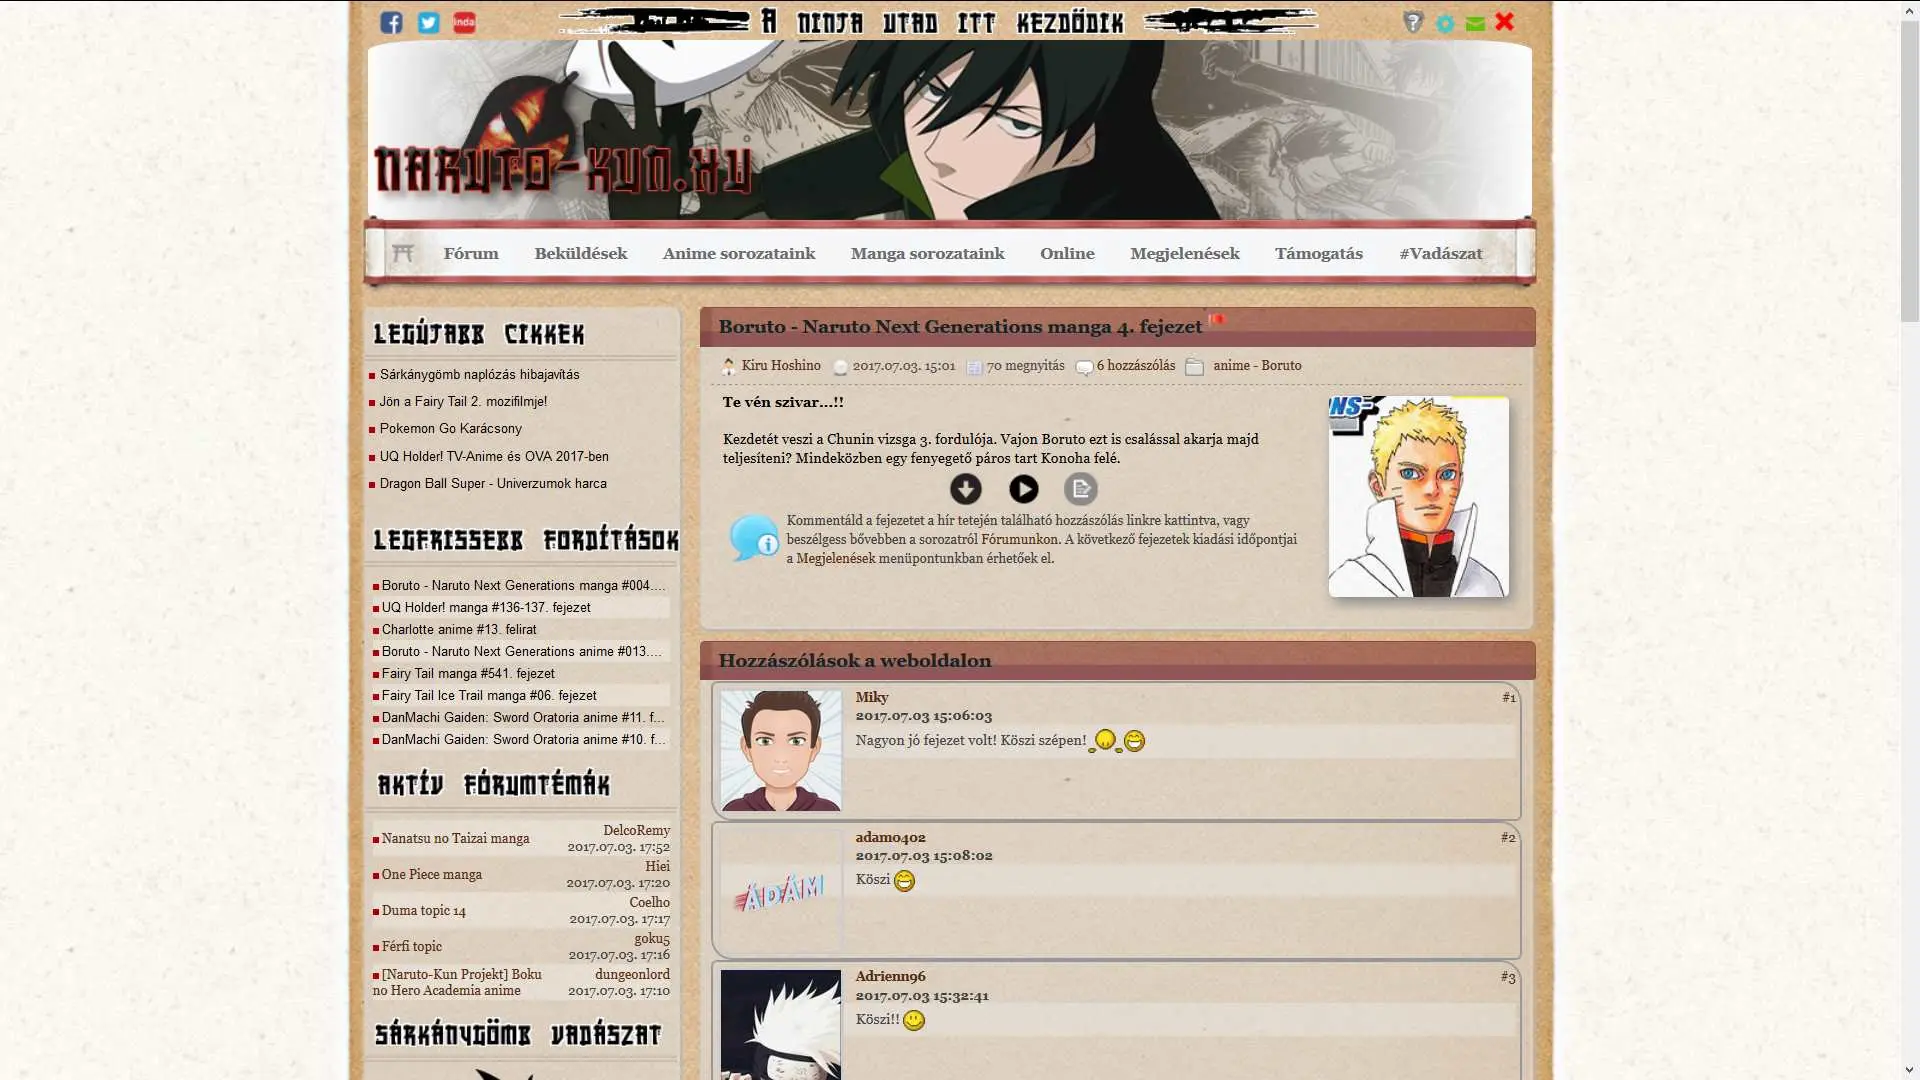 inda
A NINJA UTAD ITT KEZDŐDIK
NARUTO-KUN.HU
Fórum Beküldések Anime sorozataink Manga sorozataink Online Megjelenések Támogatás #Vadászat
LEGÚJABB CIKKEK
Sárkánygömb naplózás hibajavítás
Jön a Fairy Tail 2. mozifilmje!
Pokemon Go Karácsony
UQ Holder! TV-Anime és OVA 2017-ben
Dragon Ball Super - Univerzumok harca
LEGFRISSEBB FORDÍTÁSOK
Boruto - Naruto Next Generations manga #004....
UQ Holder! manga #136-137. fejezet
Charlotte anime #13. felirat
Boruto - Naruto Next Generations anime #013....
Fairy Tail manga #541. fejezet
Fairy Tail Ice Trail manga #06. fejezet
DanMachi Gaiden: Sword Oratoria anime #11. f...
DanMachi Gaiden: Sword Oratoria anime #10. f...
AKTÍV FÓRUMTÉMÁK
Nanatsu no Taizai manga DelcoRemy
2017.07.03. 17:52
One Piece manga Hiei
2017.07.03. 17:20
Duma topic 14 Coelho
2017.07.03. 17:17
Férfi topic goku5
2017.07.03. 17:16
[Naruto-Kun Projekt] Boku dungeonlord
no Hero Academia anime 2017.07.03. 17:10
SÁRKÁNYGÖMB VADÁSZAT
Boruto - Naruto Next Generations manga 4. fejezet
Kiru Hoshino 2017.07.03. 15:01 70 megnyitás 6 hozzászólás anime - Boruto
Te vén szivar...!!
Kezdetét veszi a Chunin vizsga 3. fordulója. Vajon Boruto ezt is csalással akarja majd
teljesíteni? Mindeközben egy fenyegető páros tart Konoha felé.
NS-
Kommentáld a fejezetet a hír tetején található hozzászólás linkre kattintva, vagy
beszélgess bővebben a sorozatról Fórumunkon. A következő fejezetek kiadási időpontjai
a Megjelenések menüpontunkban érhetőek el.
Hozzászólások a weboldalon
Miky #1
2017.07.03 15:06:03
Nagyon jó fejezet volt! Köszi szépen!
adam0402 #2
2017.07.03 15:08:02
Köszi
ÁDÁM
Adrienn96 #3
2017.07.03 15:32:41
Köszi!!